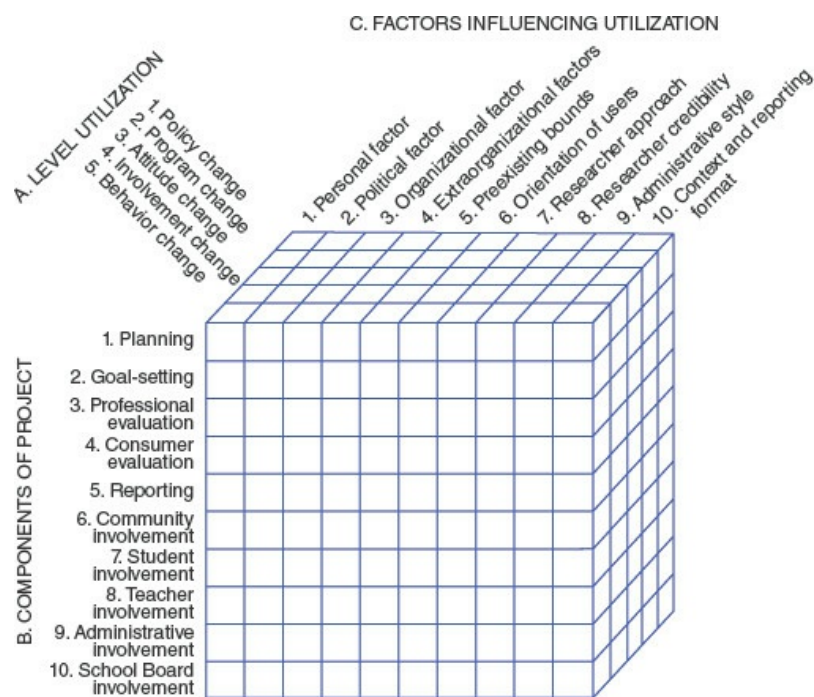 C. FACTORS INFLUENCING UTILIZATION
A. LEVEL UTILIZATION
1. Policy change
2. Program change
3. Attitude change
4. Involvement change
5. Behavior change
1. Personal factor
2. Political factor
3. Organizational factor
4. Extraorganizational factors
5. Preexisting bounds
6. Orientation of users
7. Researcher approach
8. Researcher credibility
9. Administrative style
10. Context and reporting
format
B. COMPONENTS OF PROJECT
1. Planning
2. Goal-setting
3. Professional
evaluation
4. Consumer
evaluation
5. Reporting
6. Community
involvement
7. Student
involvement
8. Teacher
involvement
9. Administrative
involvement
10. School Board
involvement